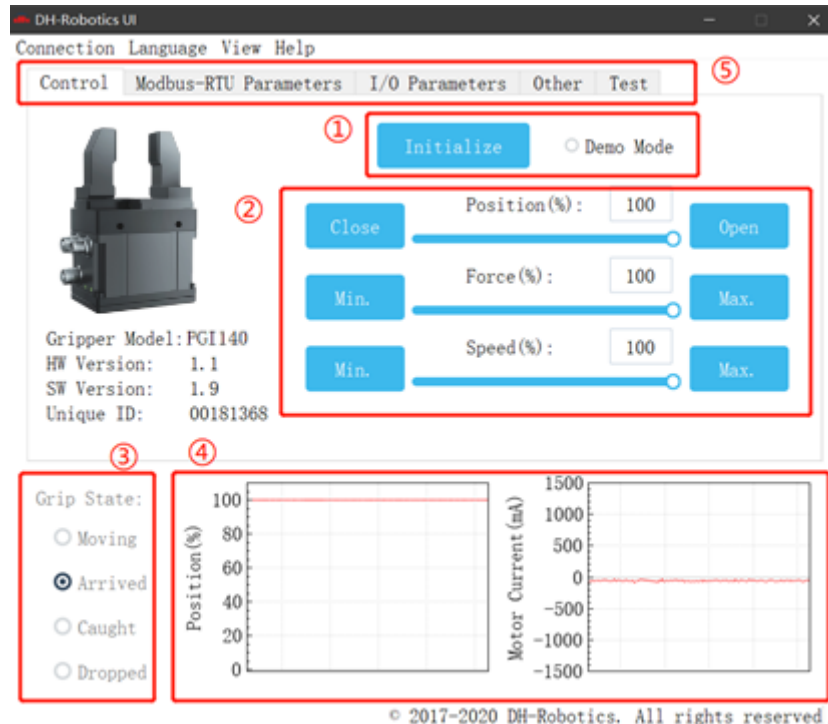 DH-Robotics UI
Connection Language View Help
Control Modbus-RTU Parameters I/O Parameters Other Test
⑤
①
Initialize Demo Mode
②
Position(%): 100
Close Open
Force(%): 100
Min. Max.
Speed(%): 100
Min. Max.
Gripper Model:PGI140
HW Version: 1.1
SW Version: 1.9
Unique ID: 00181368
③
④
Grip State:
Moving
Arrived
Caught
Dropped
Position(%)
100
80
60
40
20
0
Motor Current(mA)
1500
1000
500
0
-500
-1000
-1500
© 2017-2020 DH-Robotics. All rights reserved